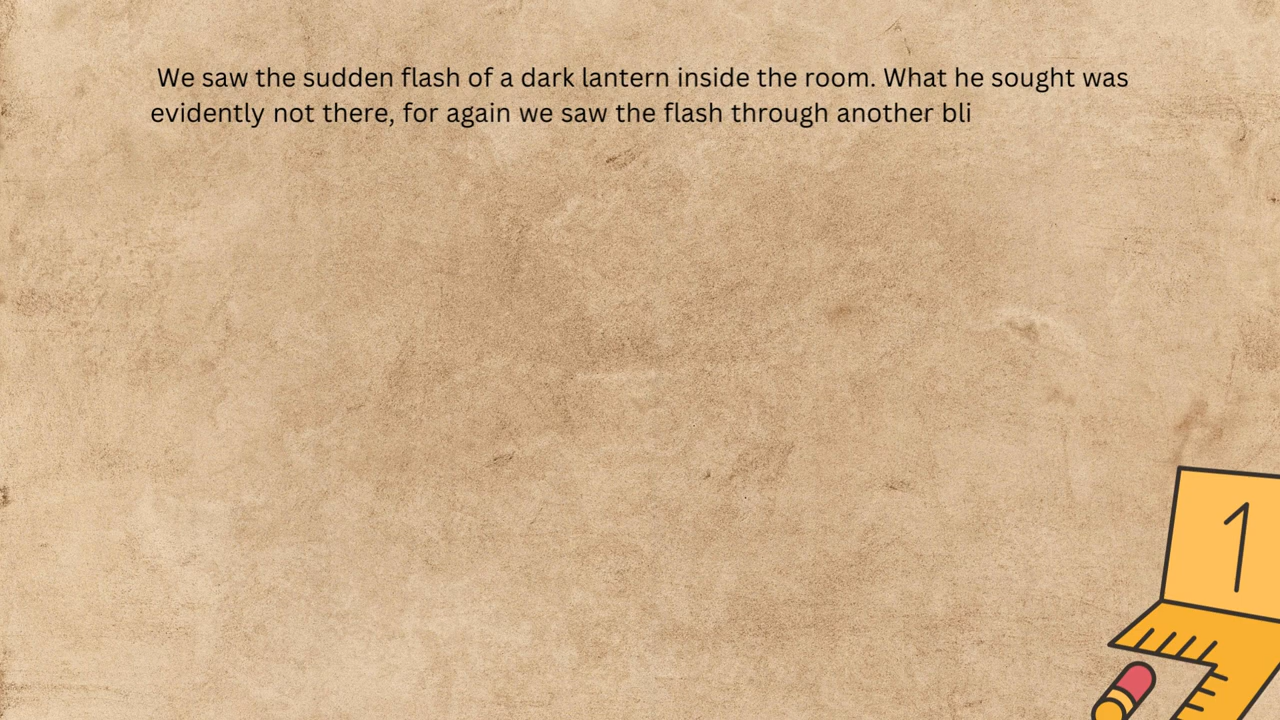 We saw the sudden flash of a dark lantern inside the room. What he sought was
evidently not there, for again we saw the flash through another bli
1